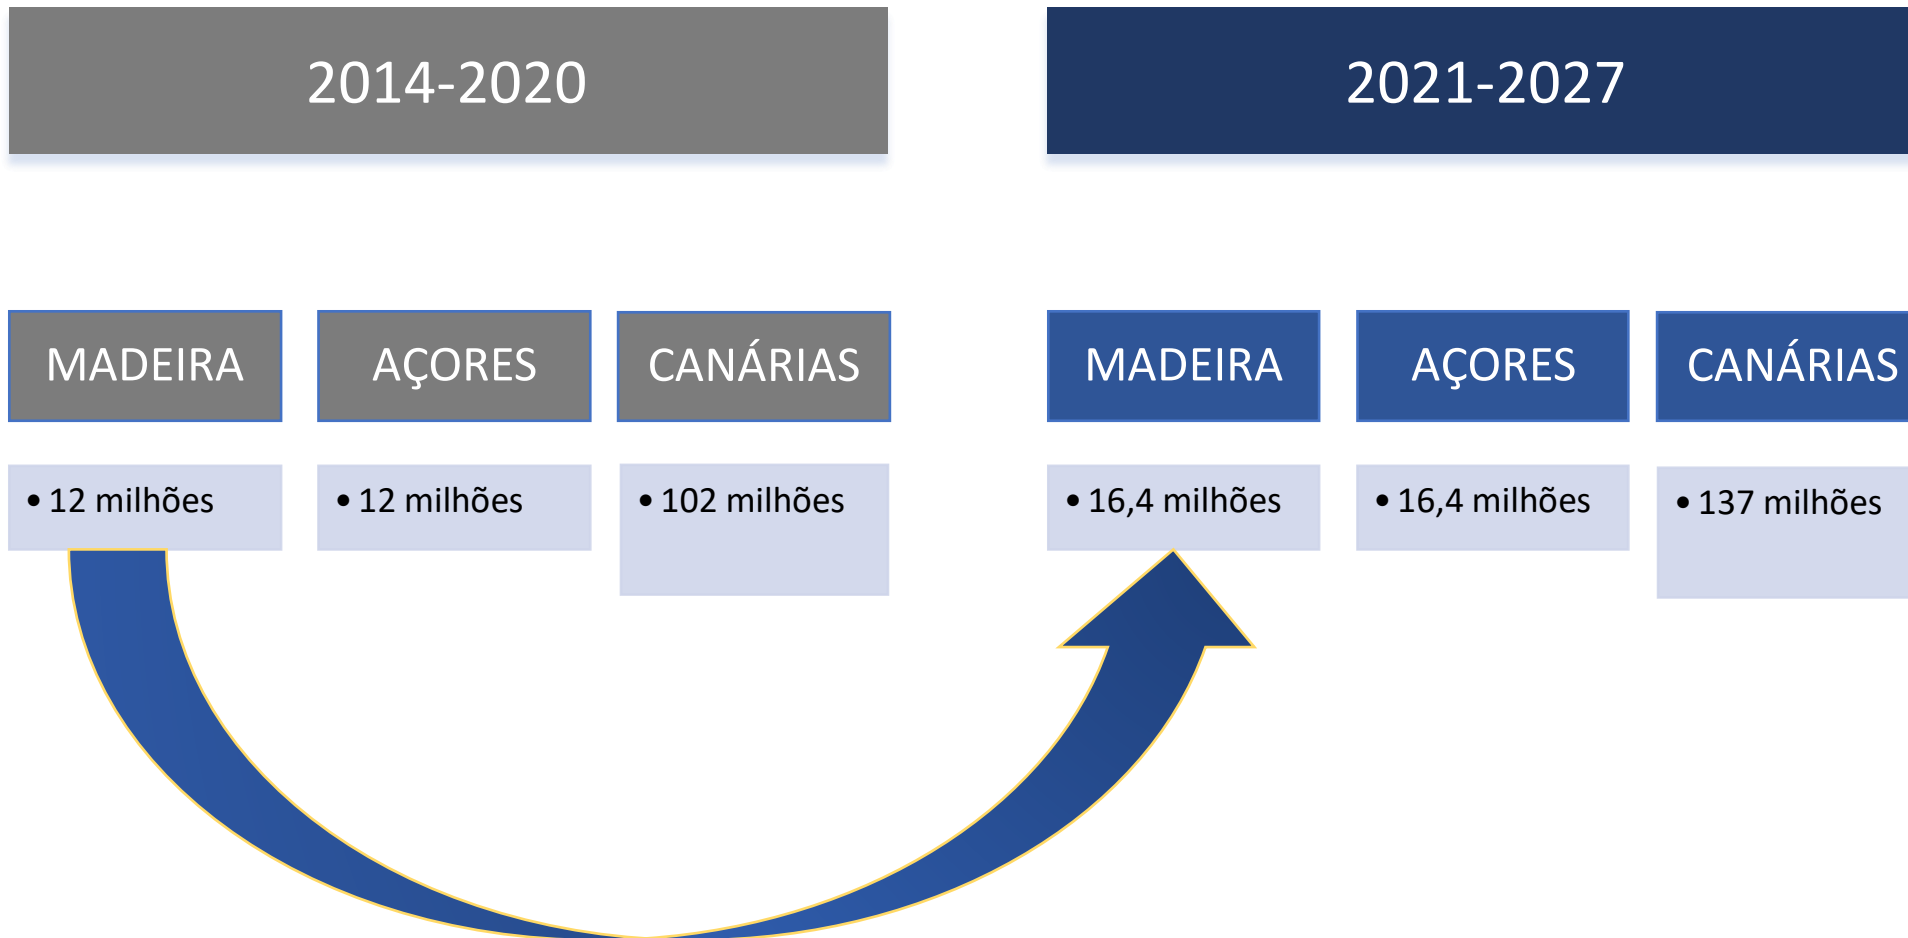 2014-2020
2021-2027
MADEIRA
AÇORES
CANÁRIAS
MADEIRA
AÇORES
CANÁRIAS
• 12 milhões
• 12 milhões
• 102 milhões
• 16,4 milhões
• 16,4 milhões
• 137 milhões